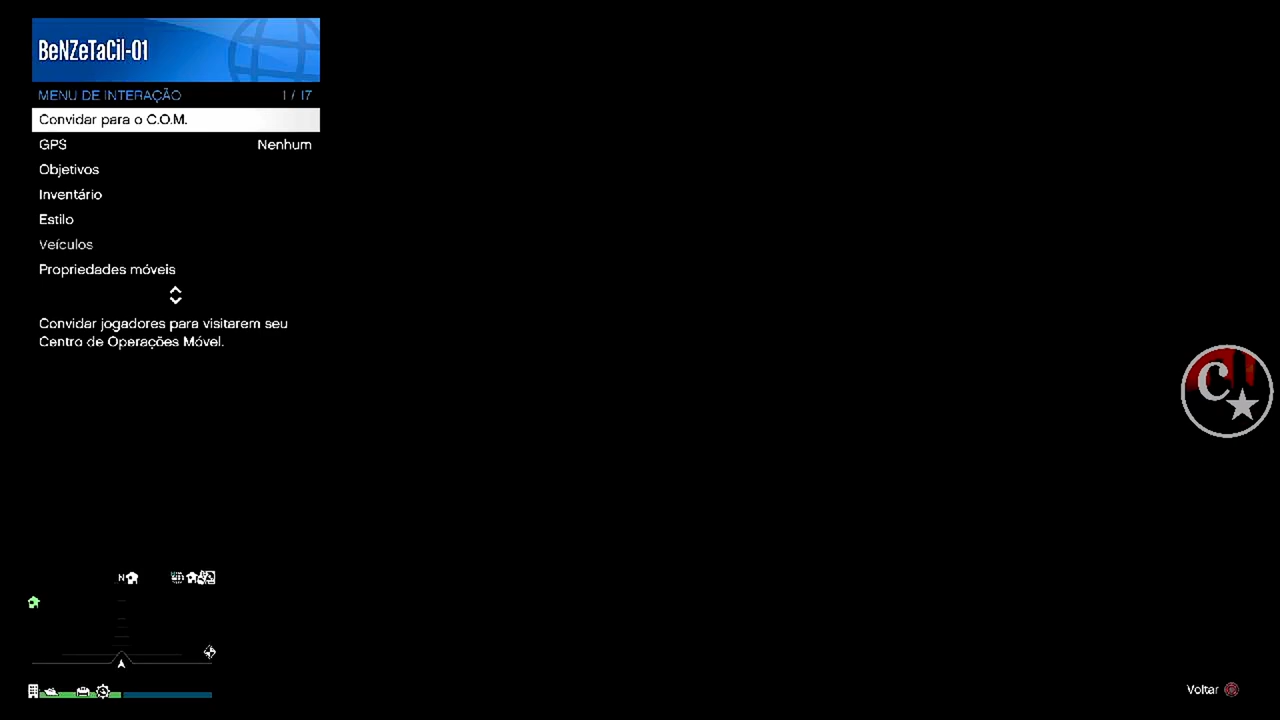 BeNZeTaCil-01
MENU DE INTERAÇÃO 1 / 17
Convidar para o C.O.M.
GPS Nenhum
Objetivos
Inventário
Estilo
Veículos
Propriedades móveis
Convidar jogadores para visitarem seu
Centro de Operações Móvel.
C
N
Voltar